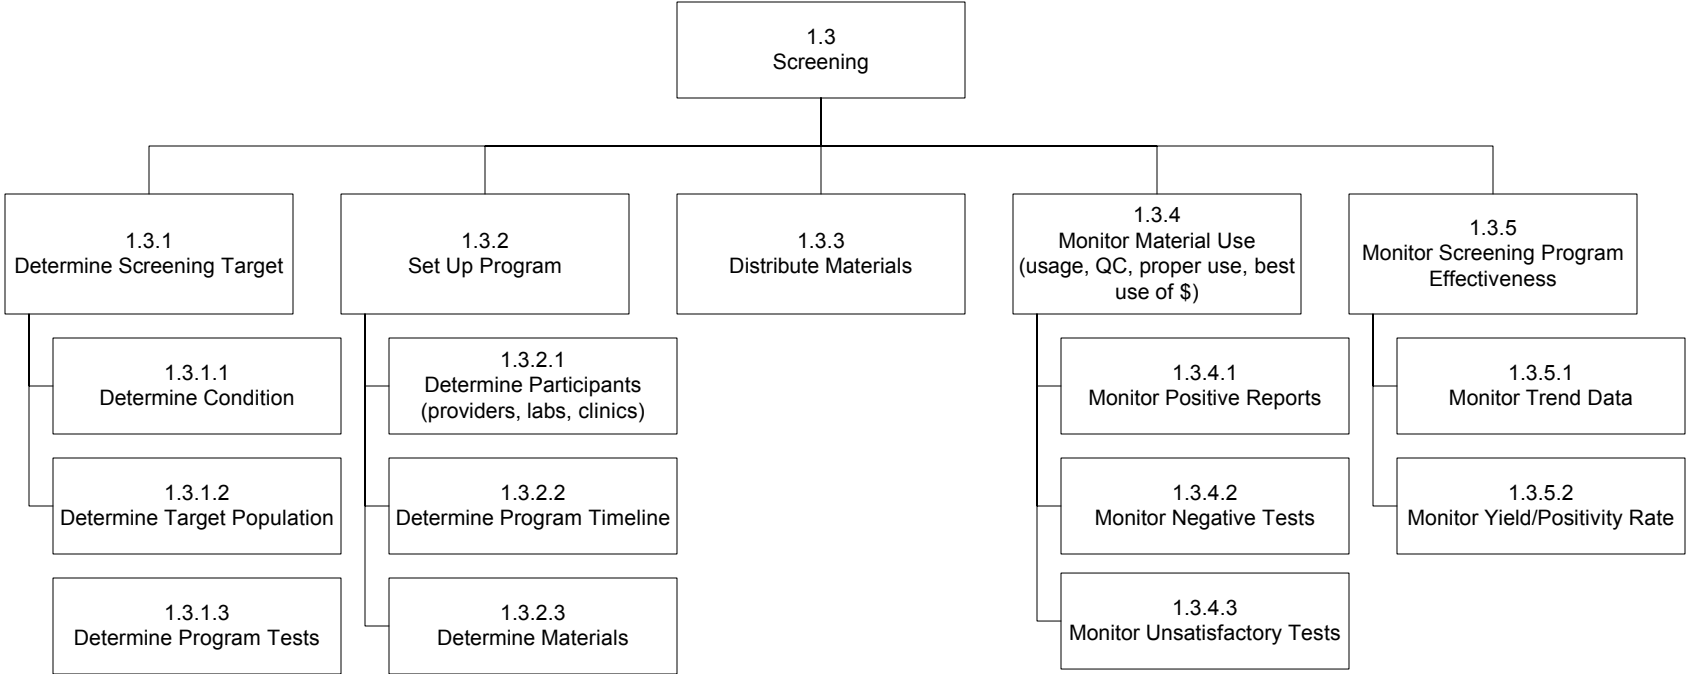 1.3
Screening
1.3.1
Determine Screening Target
1.3.2
Set Up Program
1.3.3
Distribute Materials
1.3.4
Monitor Material Use
(usage, QC, proper use, best
use of $)
1.3.5
Monitor Screening Program
Effectiveness
1.3.1.1
Determine Condition
1.3.2.1
Determine Participants
(providers, labs, clinics)
1.3.4.1
Monitor Positive Reports
1.3.5.1
Monitor Trend Data
1.3.1.2
Determine Target Population
1.3.2.2
Determine Program Timeline
1.3.4.2
Monitor Negative Tests
1.3.5.2
Monitor Yield/Positivity Rate
1.3.1.3
Determine Program Tests
1.3.2.3
Determine Materials
1.3.4.3
Monitor Unsatisfactory Tests